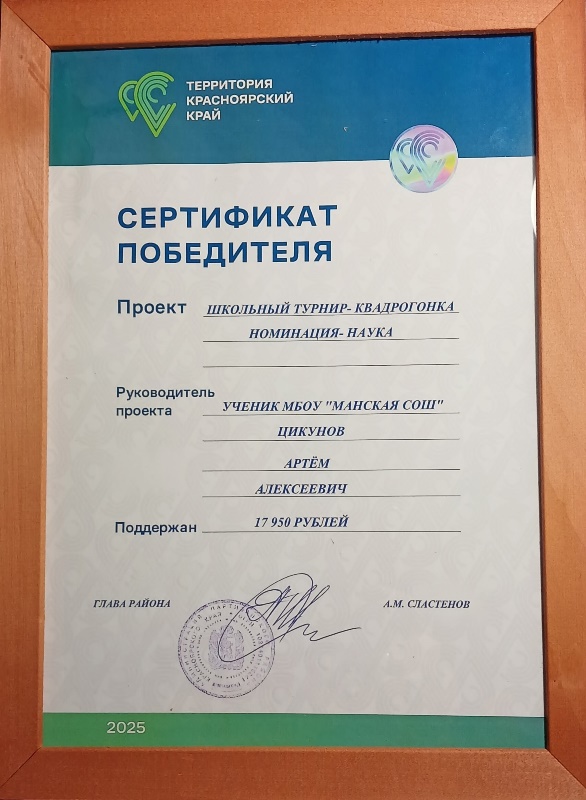 ТЕРРИТОРИЯ
КРАСНОЯРСКИЙ
КРАЙ
СЕРТИФИКАТ
ПОБЕДИТЕЛЯ
Проект ШКОЛЬНЫЙ ТУРНИР- КВАДРОГОНКА
НОМИНАЦИЯ- НАУКА
Руководитель
проекта УЧЕНИК МБОУ "МАНСКАЯ СОШ"
ЦИКУНОВ
АРТЁМ
АЛЕКСЕЕВИЧ
Поддержан 17 950 РУБЛЕЙ
ГЛАВА РАЙОНА А.М. СЛАСТЕНОВ
2025